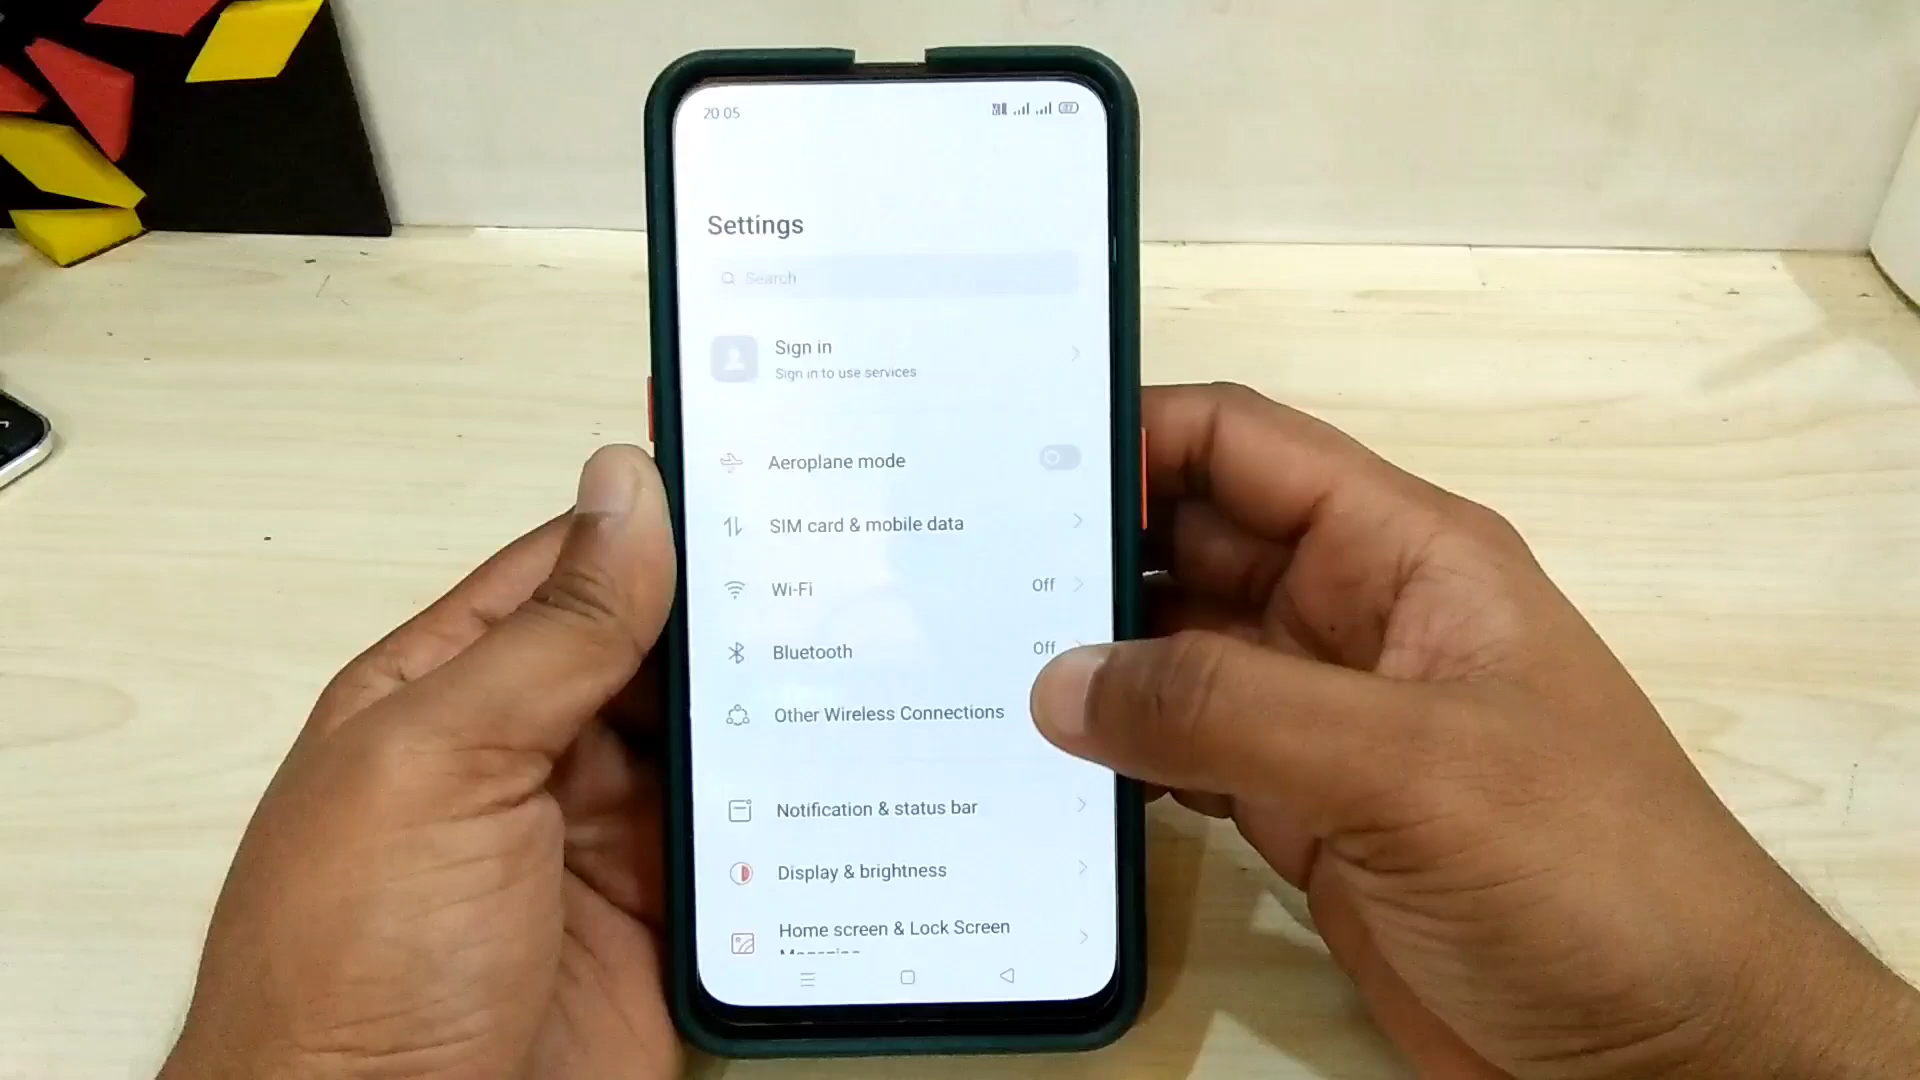 20 05
Settings
Search
Sign in
Sign in to use services
Aeroplane mode
SIM card & mobile data
Wi-Fi Off
Bluetooth Off
Other Wireless Connections
Notification & status bar
Display & brightness
Home screen & Lock Screen